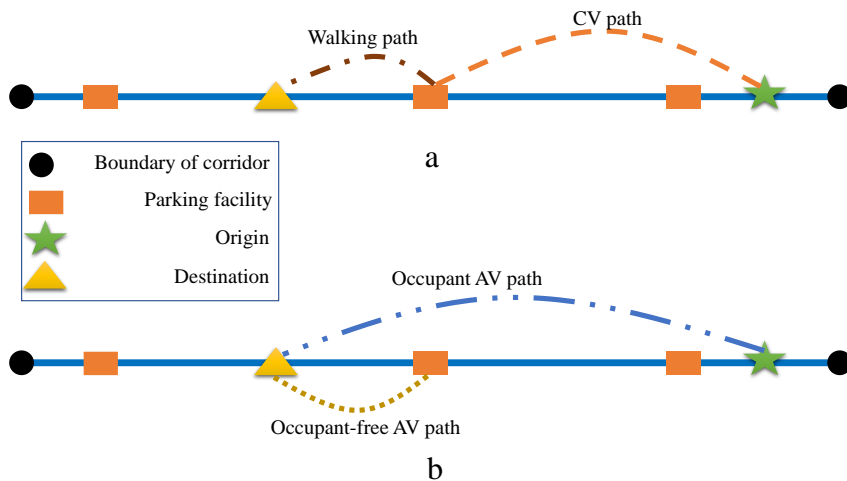 CV path
Walking path
a
Boundary of corridor
Parking facility
Origin
Destination
Occupant AV path
Occupant-free AV path
b